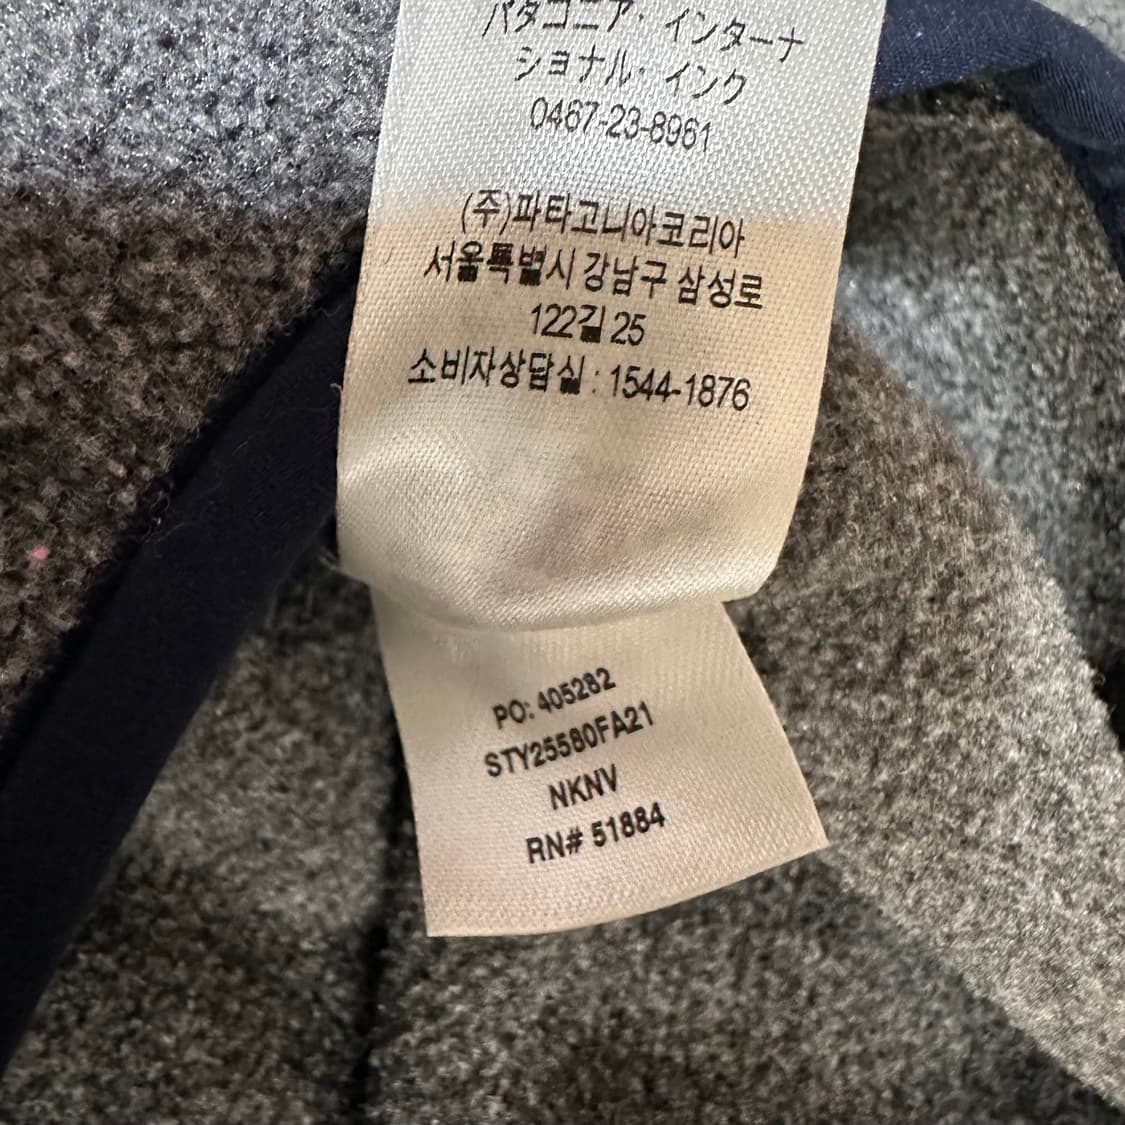 パタゴニア・インターナ
ショナル・インク
0467-23-8961
(주)파타고니아코리아
서울특별시 강남구 삼성로
122길 25
소비자상담실 : 1544-1876
PO: 405282
STY25580FA21
NKNV
RN# 51884